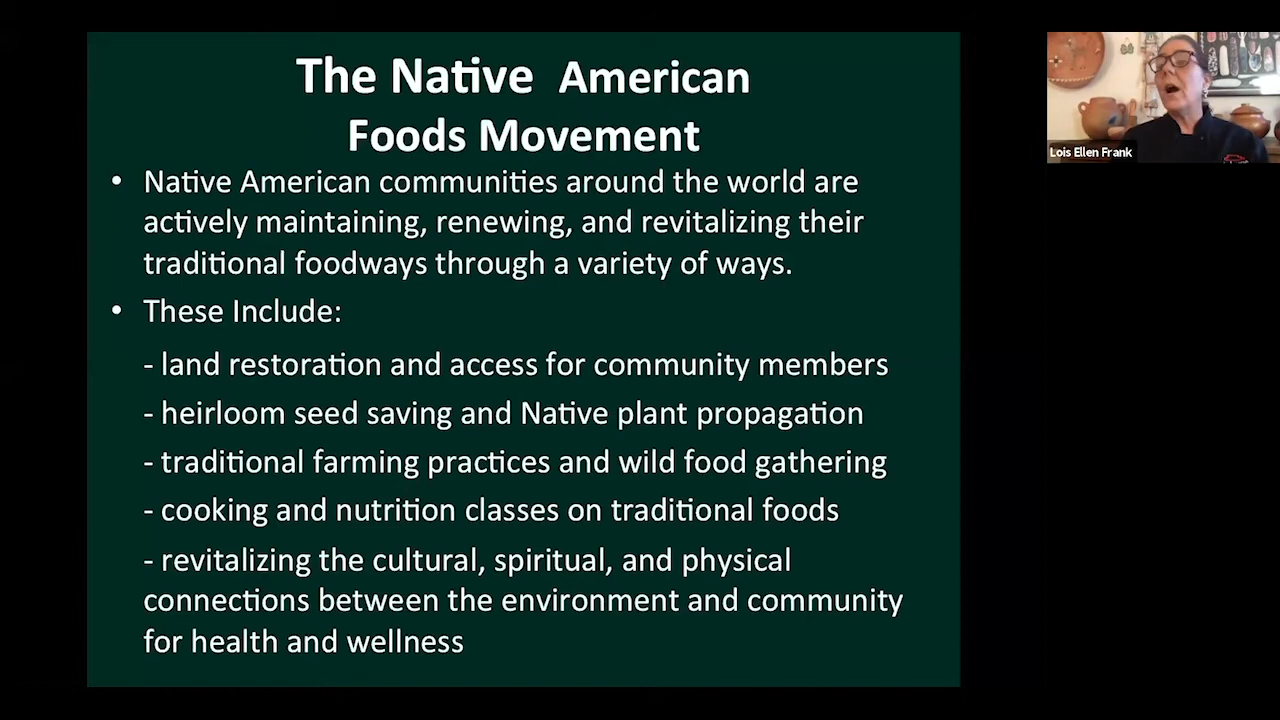 The Native American
Foods Movement
• Native American communities around the world are
actively maintaining, renewing, and revitalizing their
traditional foodways through a variety of ways.
• These Include:
- land restoration and access for community members
- heirloom seed saving and Native plant propagation
- traditional farming practices and wild food gathering
- cooking and nutrition classes on traditional foods
- revitalizing the cultural, spiritual, and physical
connections between the environment and community
for health and wellness
Lois Ellen Frank